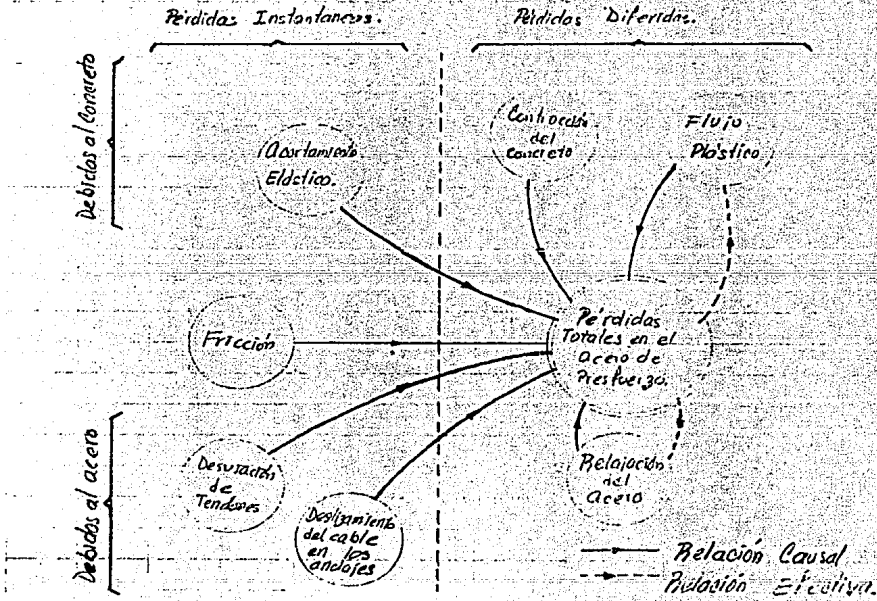 Pérdidas Instantaneas.
Pérdidas Diferidas.
Debidas al Concreto
Acortamiento
Elástico.
Contracción
del
concreto
Flujo
Plástico
Fricción
Pérdidas
Totales en el
acero de
Presfuerzo.
Debidas al acero
Desviación
de
Tendones
Deslizamiento
del cable
en los
anclajes
Relajación
del
acero
Relación Causal
Relación Efectiva.